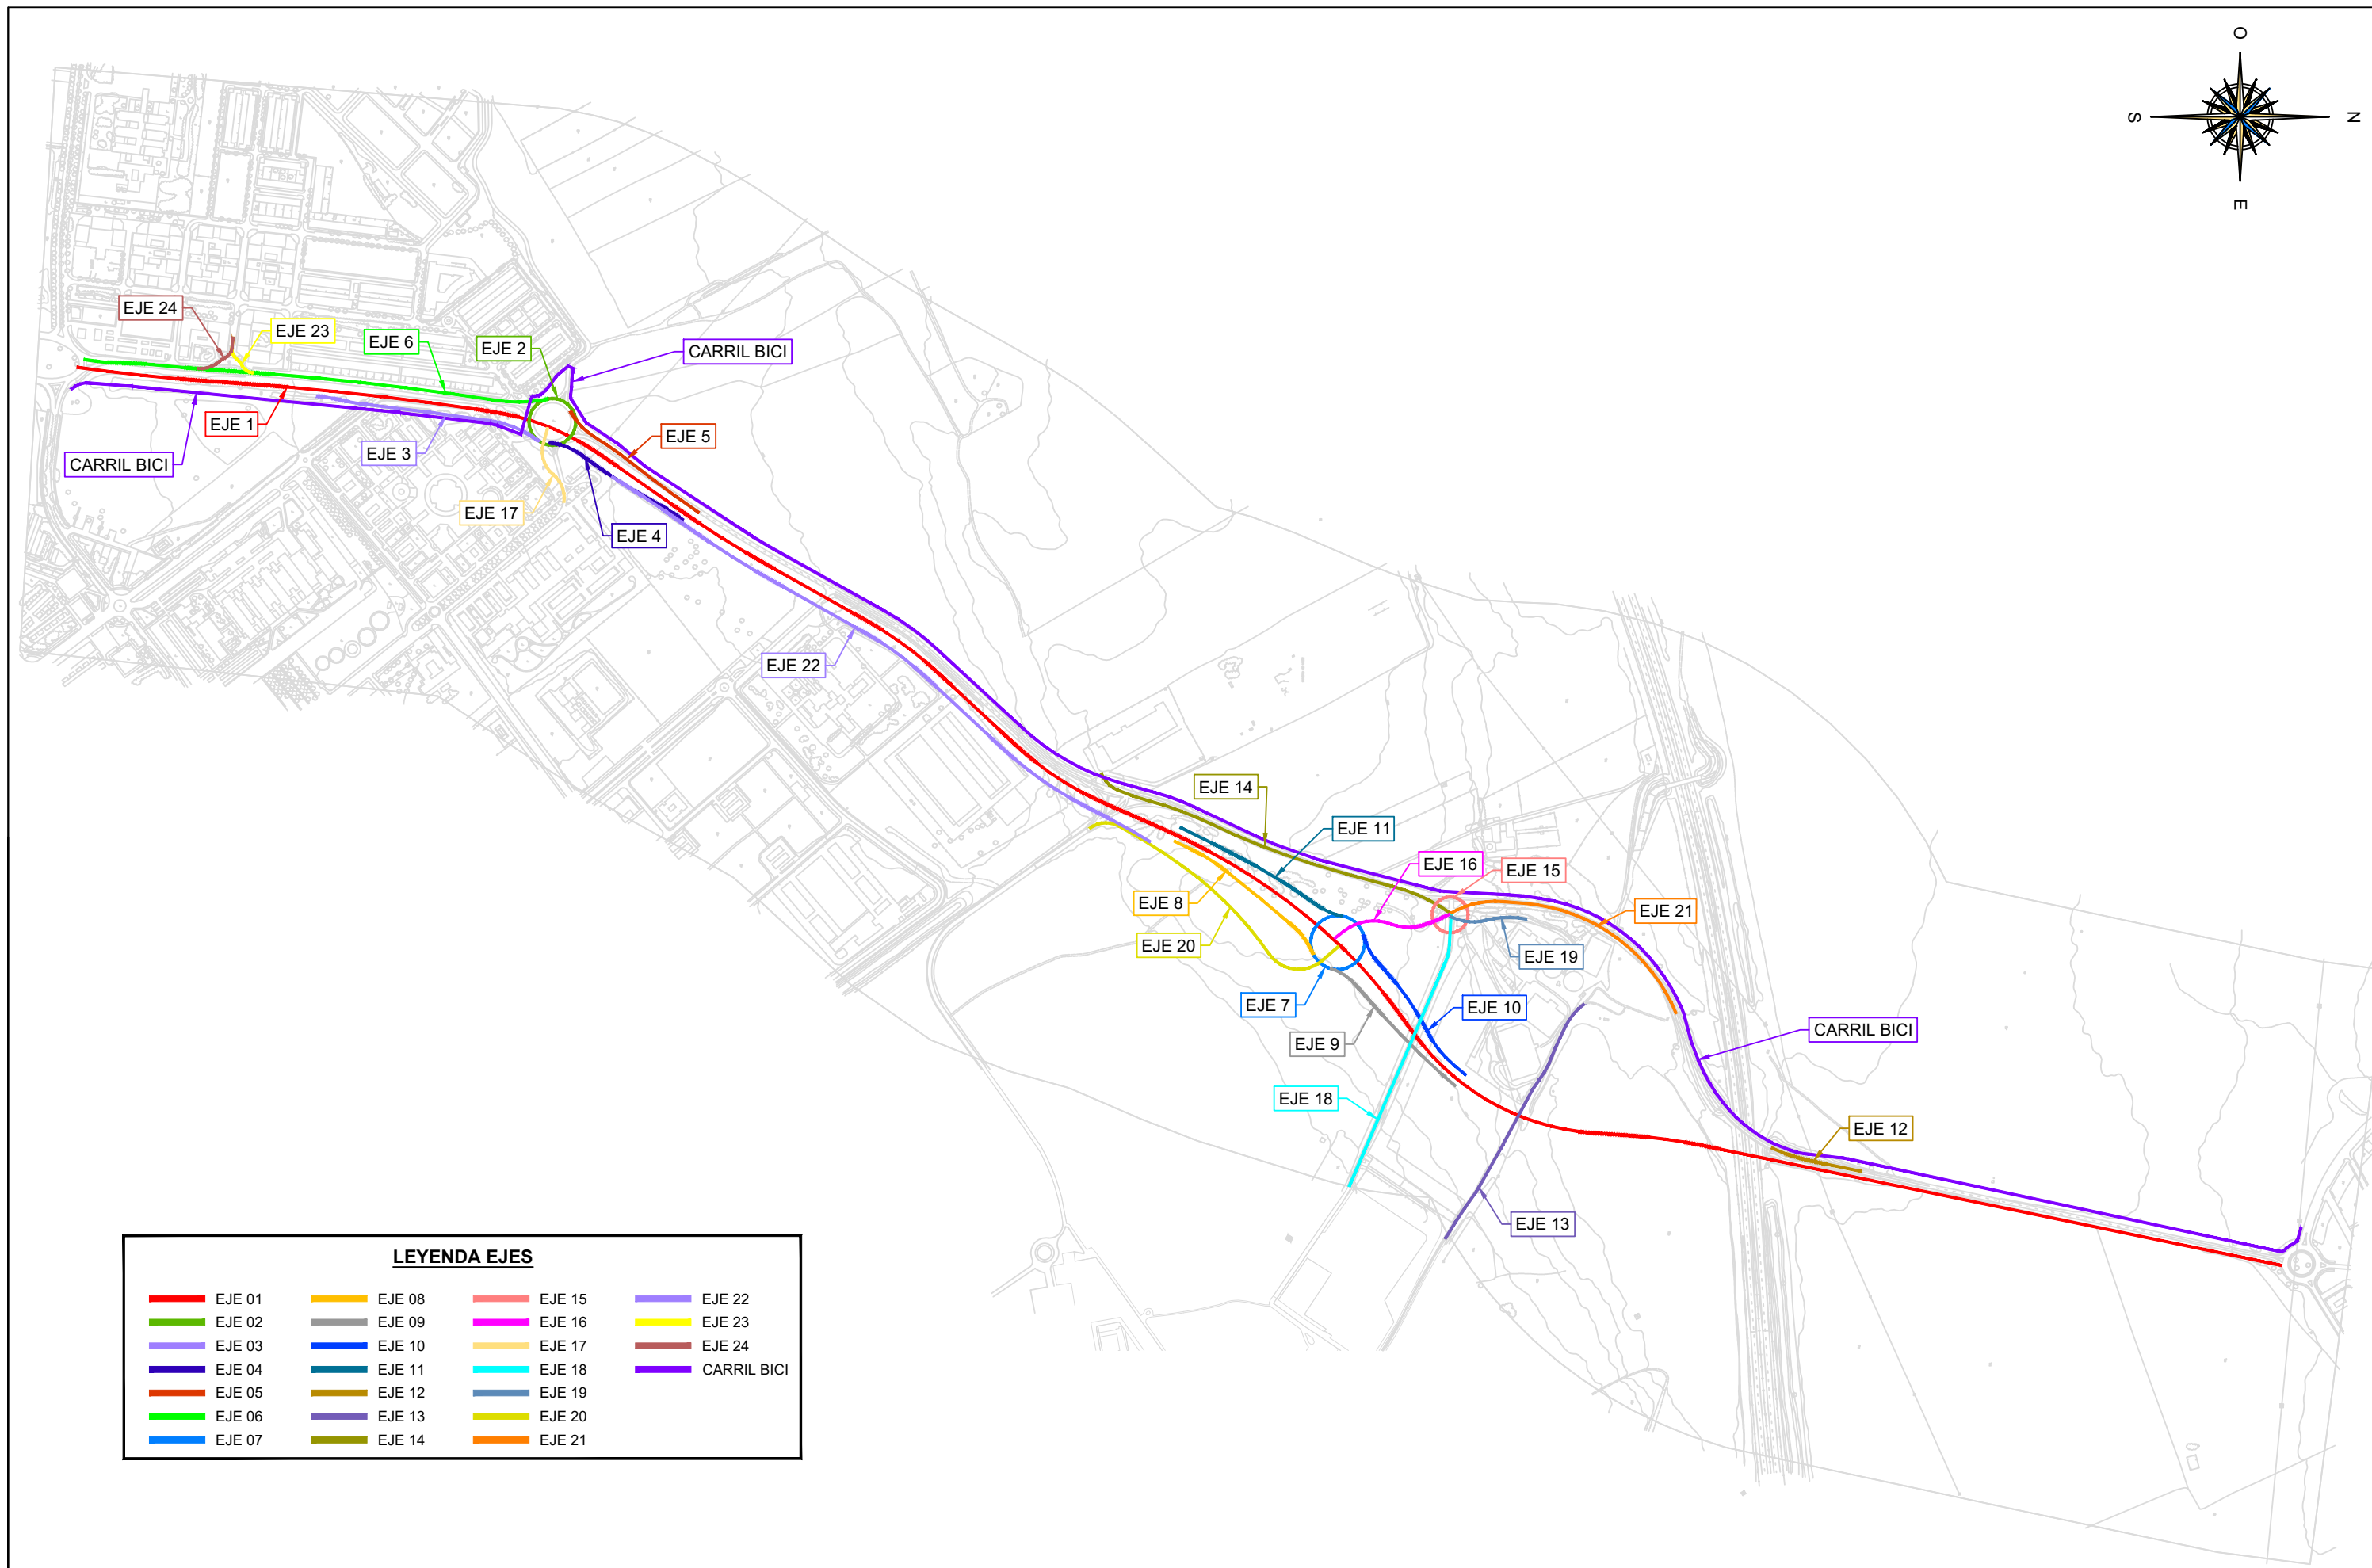 O
S
N
E
EJE 24
EJE 23
EJE 6
EJE 2
CARRIL BICI
EJE 1
EJE 3
EJE 5
CARRIL BICI
EJE 17
EJE 4
EJE 22
EJE 14
EJE 11
EJE 16
EJE 15
EJE 8
EJE 21
EJE 20
EJE 19
EJE 7
EJE 10
EJE 9
CARRIL BICI
EJE 18
EJE 12
EJE 13
LEYENDA EJES
EJE 01
EJE 02
EJE 03
EJE 04
EJE 05
EJE 06
EJE 07
EJE 08
EJE 09
EJE 10
EJE 11
EJE 12
EJE 13
EJE 14
EJE 15
EJE 16
EJE 17
EJE 18
EJE 19
EJE 20
EJE 21
EJE 22
EJE 23
EJE 24
CARRIL BICI